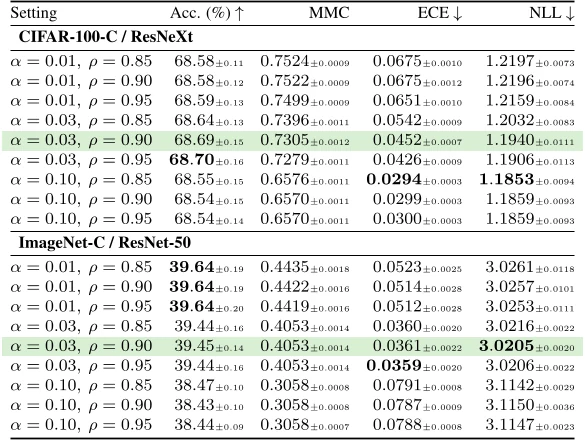 Setting Acc. (%) ↑ MMC ECE ↓ NLL ↓
CIFAR-100-C / ResNeXt
α = 0.01, ρ = 0.85 68.58±0.11 0.7524±0.0009 0.0675±0.0010 1.2197±0.0073
α = 0.01, ρ = 0.90 68.58±0.12 0.7522±0.0009 0.0675±0.0012 1.2196±0.0074
α = 0.01, ρ = 0.95 68.59±0.13 0.7499±0.0009 0.0651±0.0010 1.2159±0.0084
α = 0.03, ρ = 0.85 68.64±0.13 0.7396±0.0011 0.0542±0.0009 1.2032±0.0083
α = 0.03, ρ = 0.90 68.69±0.15 0.7305±0.0012 0.0452±0.0007 1.1940±0.0111
α = 0.03, ρ = 0.95 68.70±0.16 0.7279±0.0011 0.0426±0.0009 1.1906±0.0113
α = 0.10, ρ = 0.85 68.55±0.15 0.6576±0.0011 0.0294±0.0003 1.1853±0.0094
α = 0.10, ρ = 0.90 68.54±0.15 0.6570±0.0011 0.0299±0.0003 1.1859±0.0093
α = 0.10, ρ = 0.95 68.54±0.14 0.6570±0.0011 0.0300±0.0003 1.1859±0.0093
ImageNet-C / ResNet-50
α = 0.01, ρ = 0.85 39.64±0.19 0.4435±0.0018 0.0523±0.0025 3.0261±0.0118
α = 0.01, ρ = 0.90 39.64±0.19 0.4422±0.0016 0.0514±0.0028 3.0257±0.0101
α = 0.01, ρ = 0.95 39.64±0.20 0.4419±0.0016 0.0512±0.0028 3.0253±0.0111
α = 0.03, ρ = 0.85 39.44±0.16 0.4053±0.0014 0.0360±0.0020 3.0216±0.0022
α = 0.03, ρ = 0.90 39.45±0.14 0.4053±0.0014 0.0361±0.0022 3.0205±0.0020
α = 0.03, ρ = 0.95 39.44±0.16 0.4053±0.0014 0.0359±0.0020 3.0206±0.0022
α = 0.10, ρ = 0.85 38.47±0.10 0.3058±0.0008 0.0791±0.0008 3.1142±0.0029
α = 0.10, ρ = 0.90 38.43±0.10 0.3058±0.0008 0.0787±0.0009 3.1150±0.0036
α = 0.10, ρ = 0.95 38.44±0.09 0.3058±0.0007 0.0788±0.0008 3.1147±0.0023